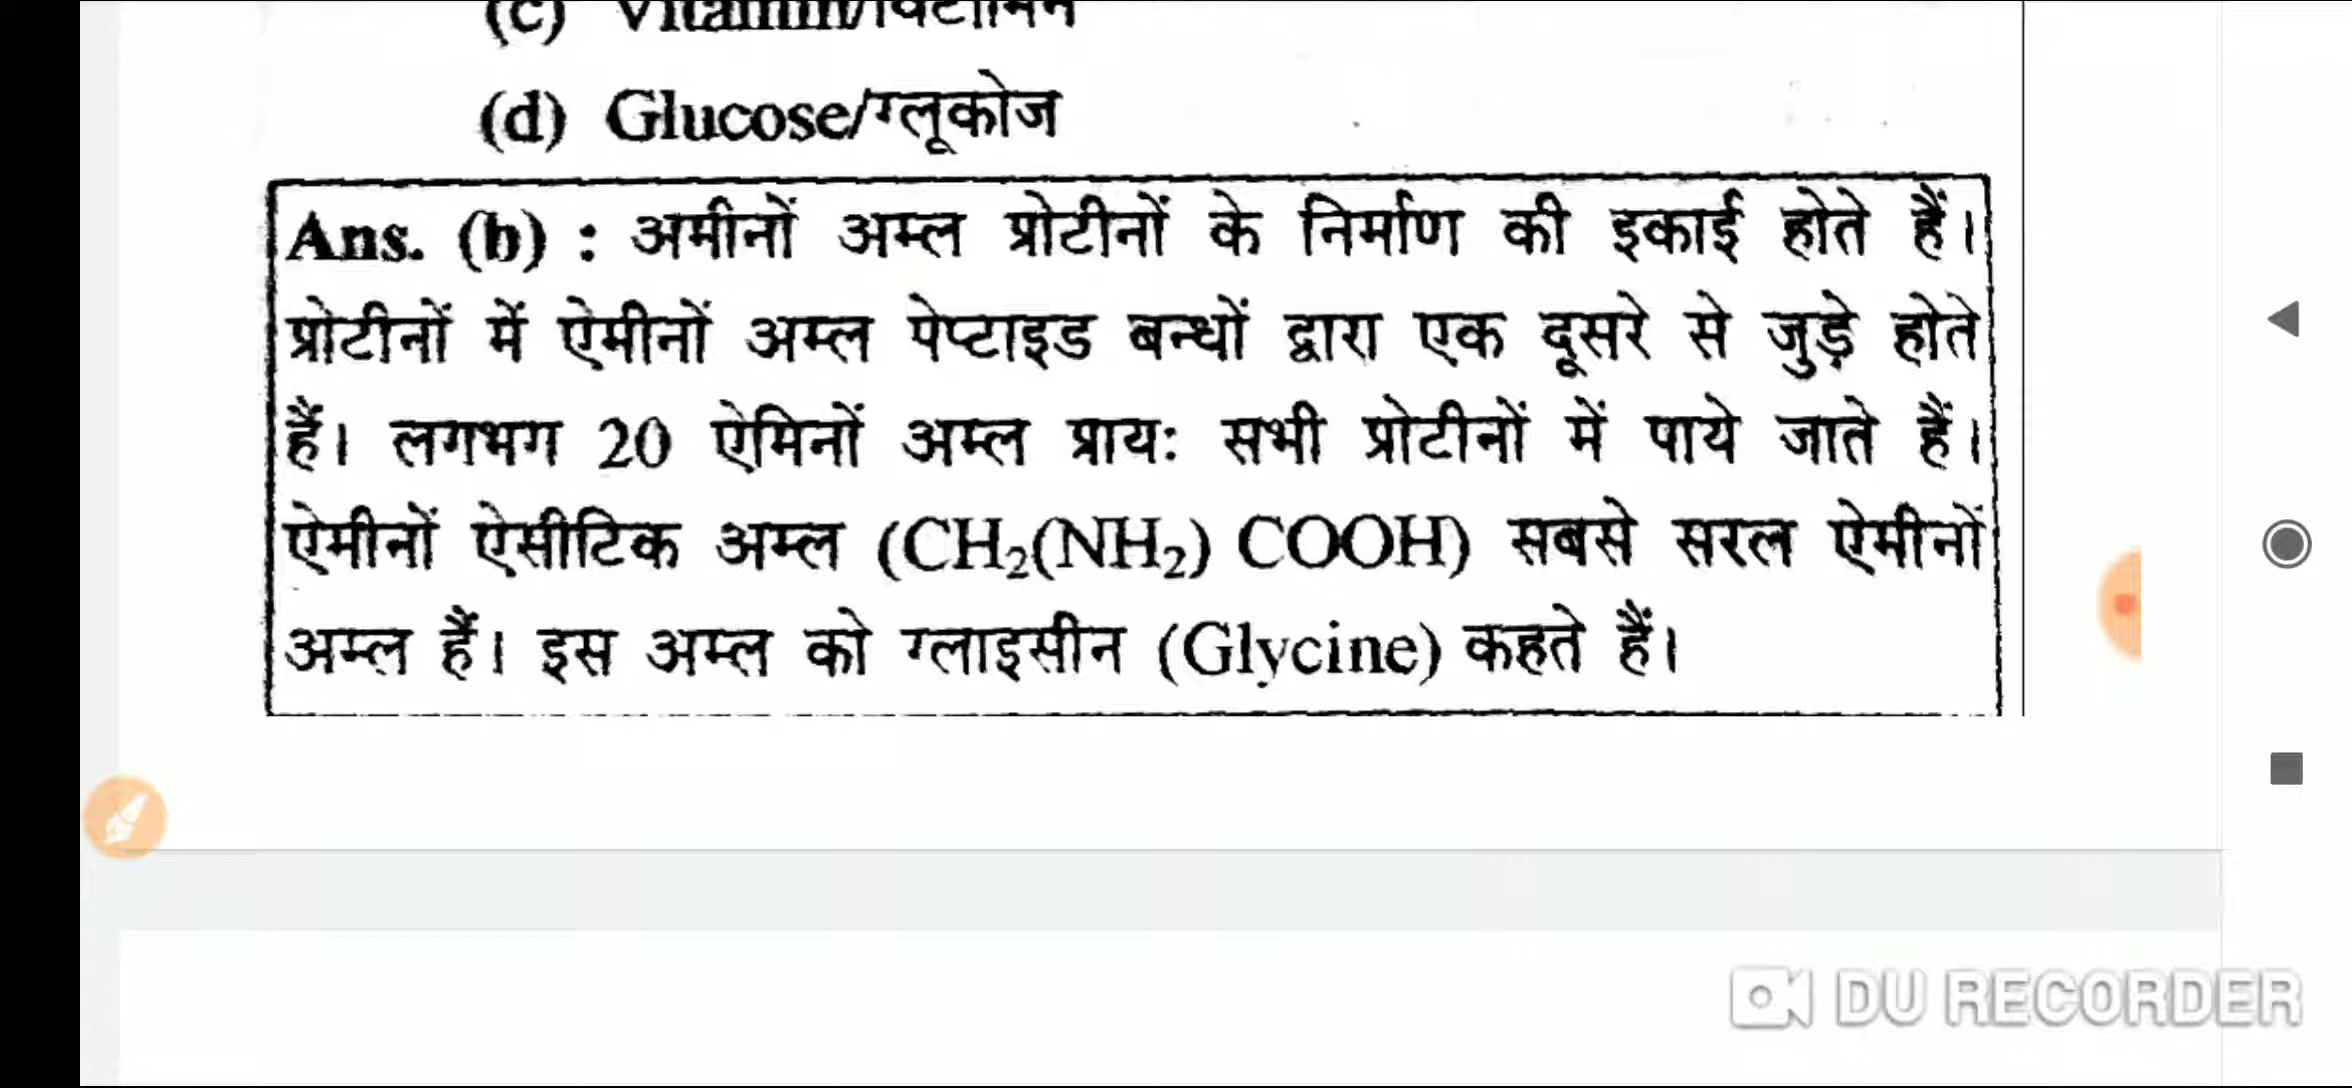 (c) Vitamin/विटामिन
(d) Glucose/ग्लूकोज
Ans. (b) : अमीनों अम्ल प्रोटीनों के निर्माण की इकाई होते हैं।
प्रोटीनों में ऐमीनों अम्ल पेप्टाइड बन्धों द्वारा एक दूसरे से जुड़े होते
हैं। लगभग 20 ऐमिनों अम्ल प्रायः सभी प्रोटीनों में पाये जाते हैं।
ऐमीनों ऐसीटिक अम्ल (CH₂(NH₂) COOH) सबसे सरल ऐमीनों
अम्ल हैं। इस अम्ल को ग्लाइसीन (Glycine) कहते हैं।
DU RECORDER